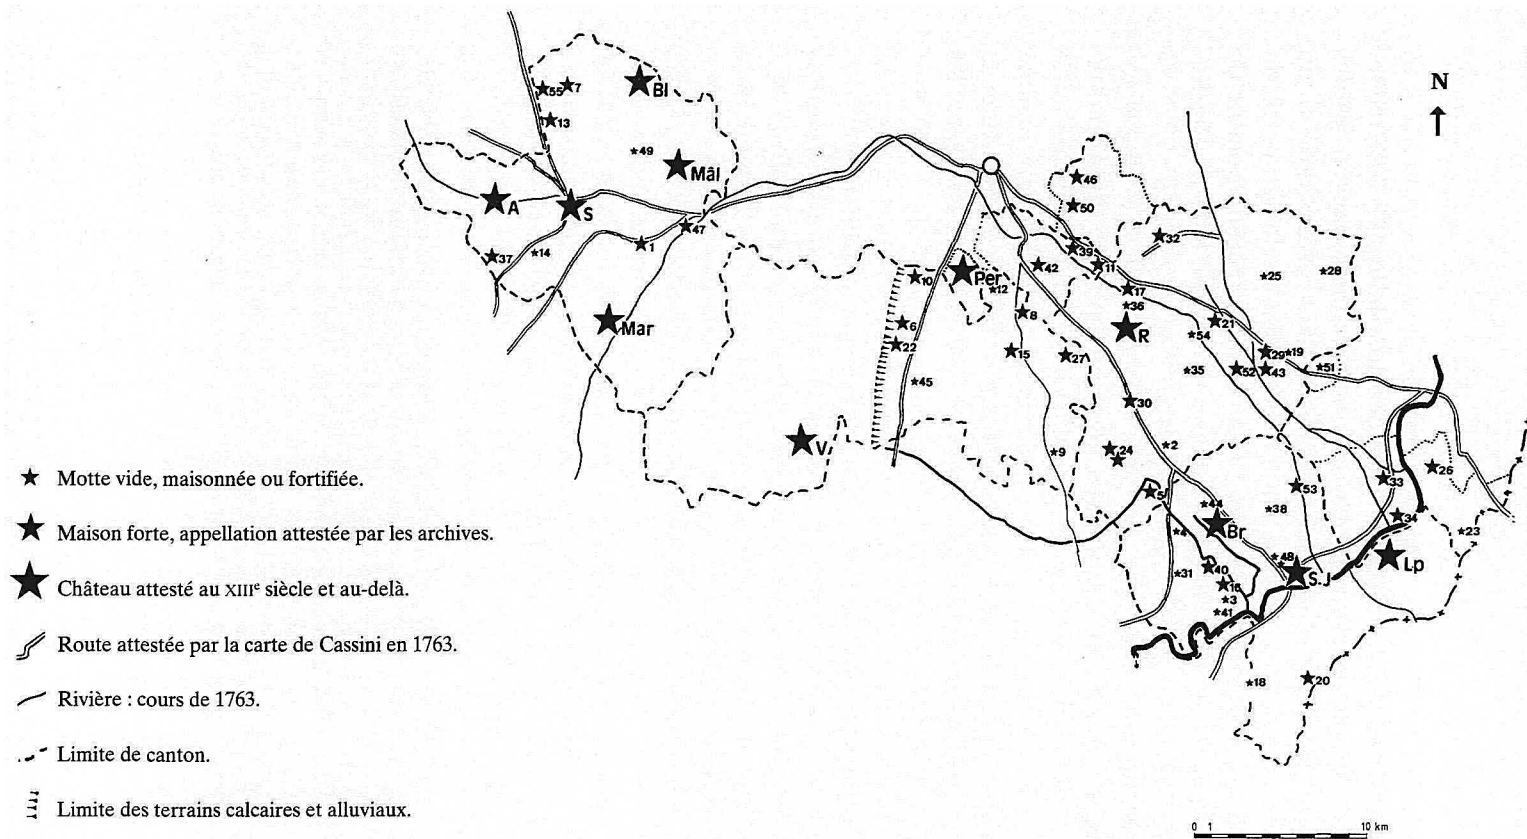 N
55 7
Bl
13
49
Mâl
46
A
S
50
47
1
32
39
37
14
42
11
25
28
Per
10
12
17
36
Mar
8
6
21
R
54
22
15
27
29 19
35
52
43
51
45
30
V
2
24
9
26
33
53
5
44
38
34
Br
23
4
48
Lp
40
S.J
31
16
3
41
18
20
Motte vide, maisonnée ou fortifiée.
Maison forte, appellation attestée par les archives.
Château attesté au XIIIe siècle et au-delà.
Route attestée par la carte de Cassini en 1763.
Rivière : cours de 1763.
Limite de canton.
Limite des terrains calcaires et alluviaux.
0 1 10 km